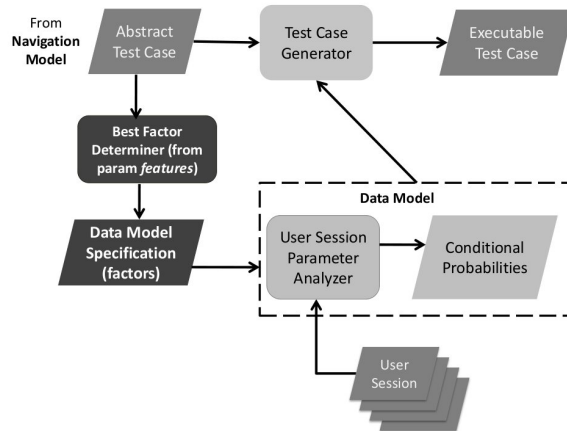 From
Navigation
Model
Abstract
Test Case
Test Case
Generator
Executable
Test Case
Best Factor
Determiner (from
param features)
Data Model
Specification
(factors)
Data Model
User Session
Parameter
Analyzer
Conditional
Probabilities
User
Session